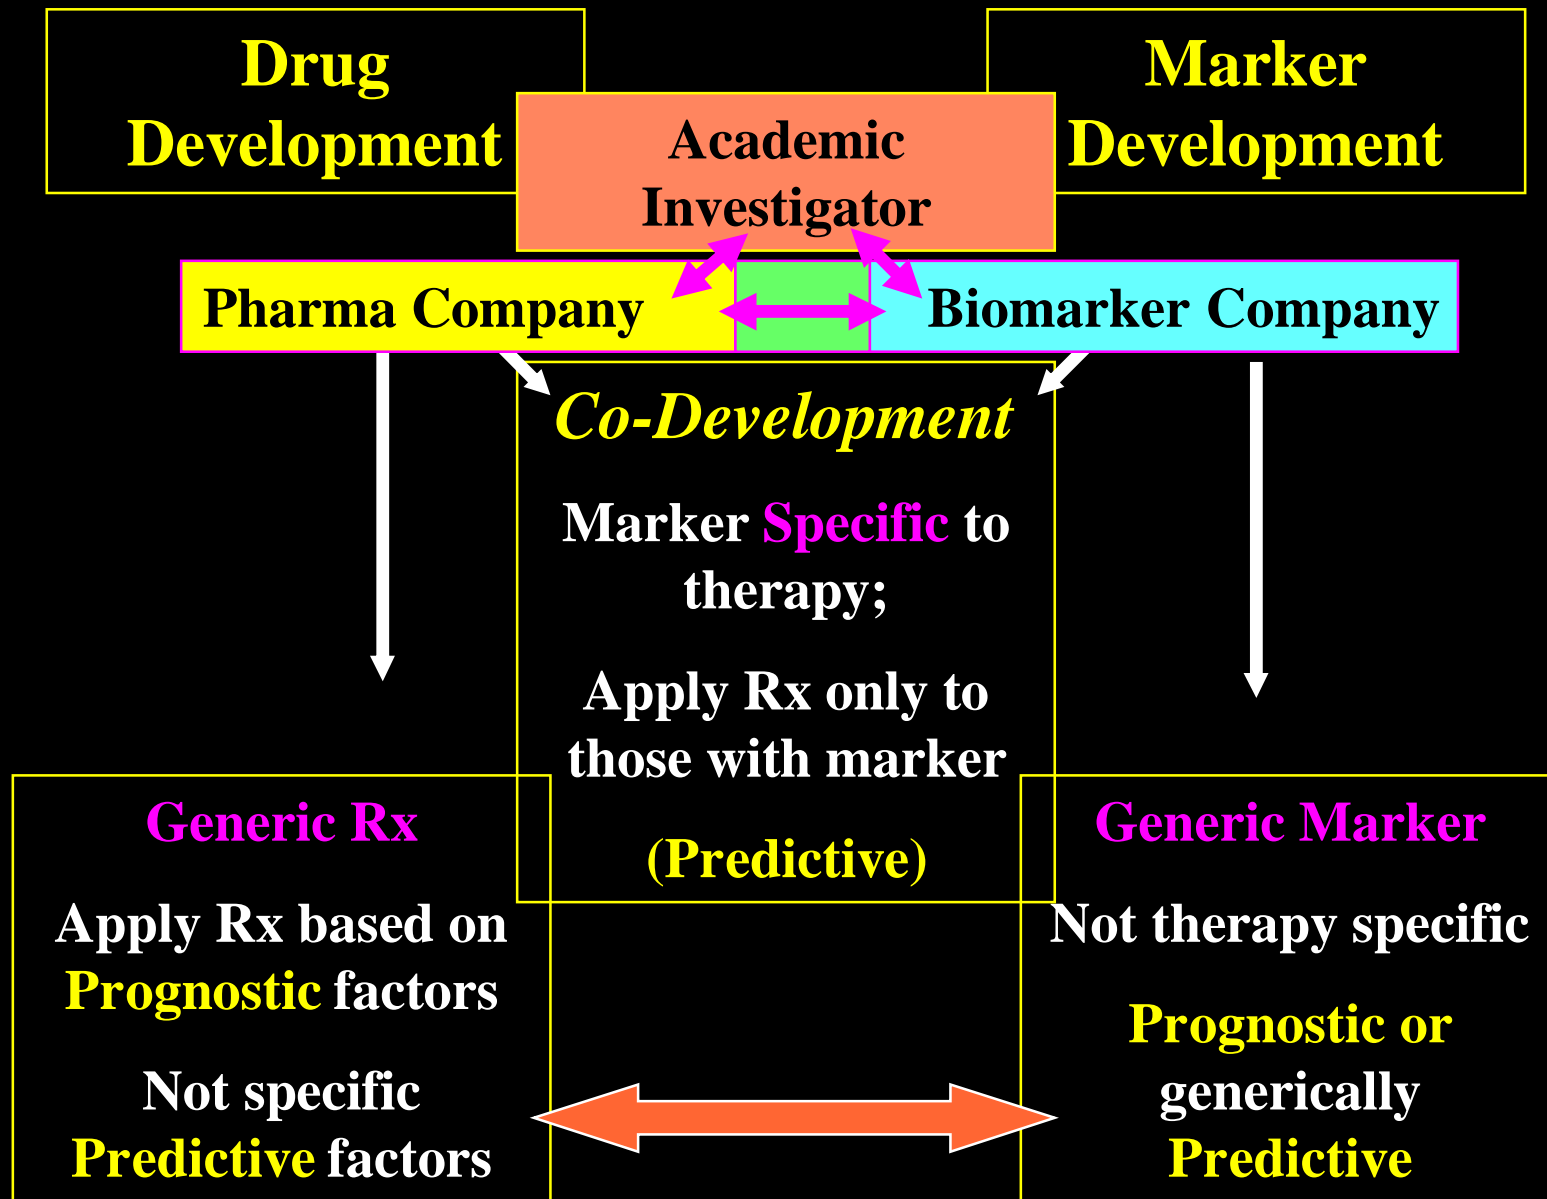 Drug
Development
Marker
Development
Academic
Investigator
Pharma Company
Biomarker Company
Co-Development
Marker Specific to
therapy;
Apply Rx only to
those with marker
(Predictive)
Generic Rx
Apply Rx based on
Prognostic factors
Not specific
Predictive factors
Generic Marker
Not therapy specific
Prognostic or
generically
Predictive